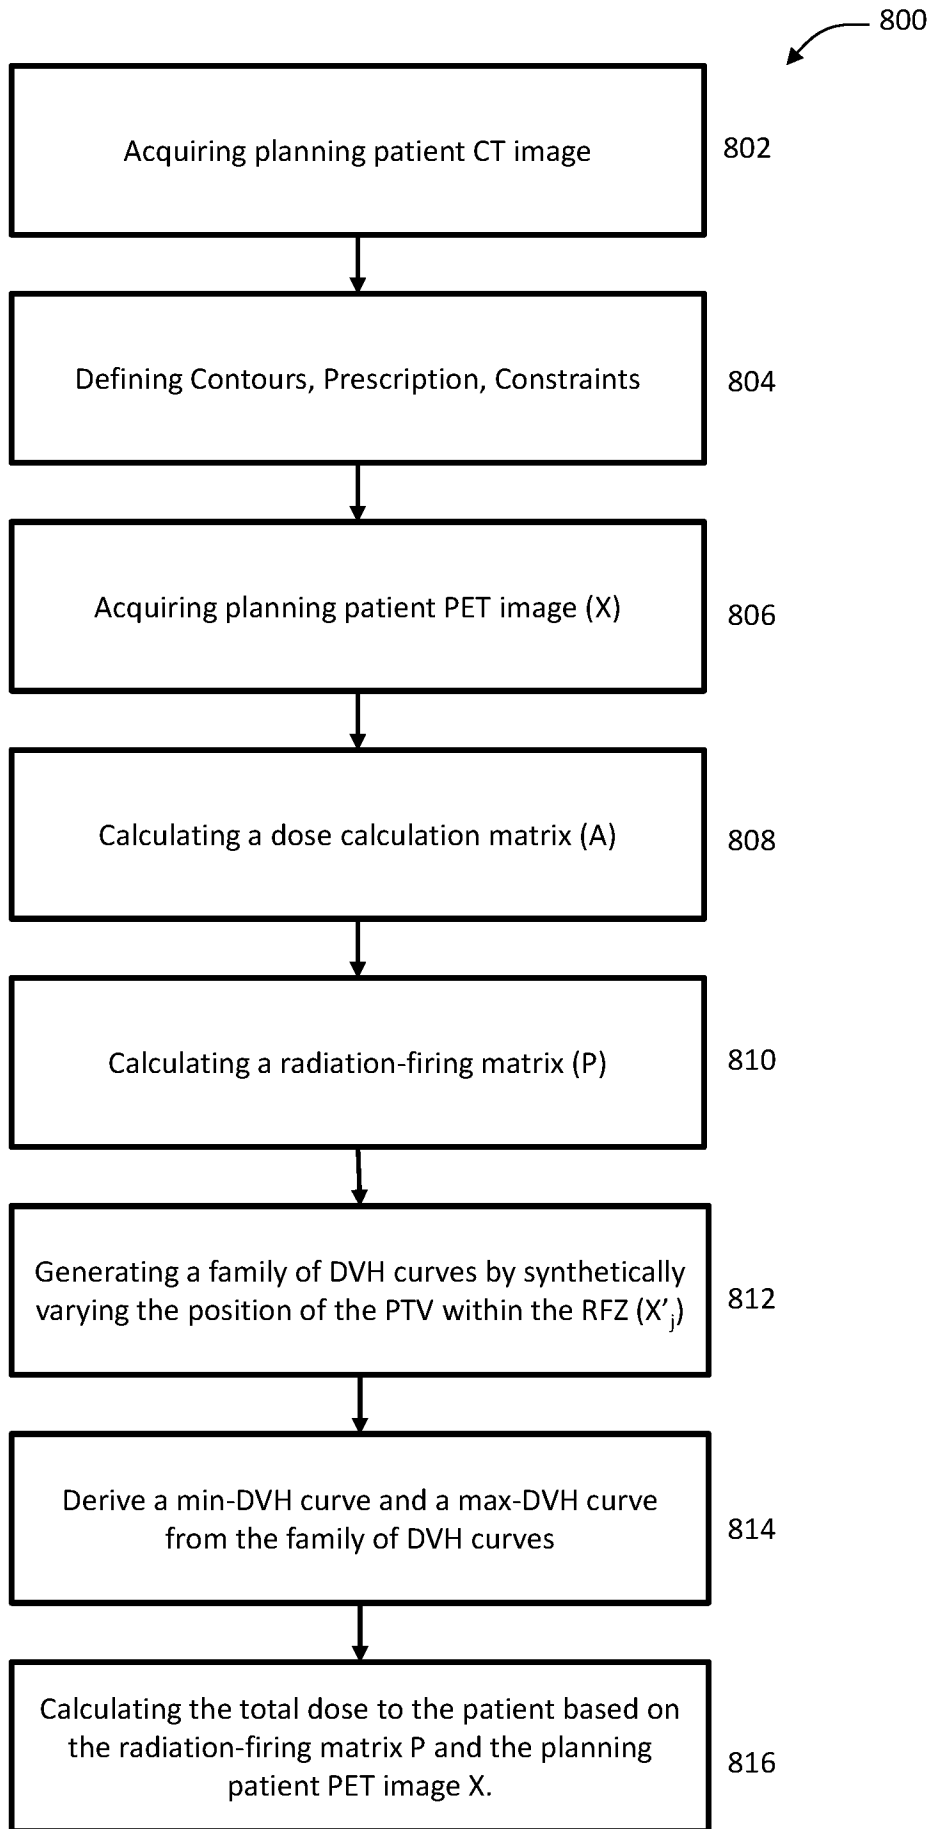 800
Acquiring planning patient CT image
802
Defining Contours, Prescription, Constraints
804
Acquiring planning patient PET image (X)
806
Calculating a dose calculation matrix (A)
808
Calculating a radiation-firing matrix (P)
810
Generating a family of DVH curves by synthetically
varying the position of the PTV within the RFZ (X’j)
812
Derive a min-DVH curve and a max-DVH curve
from the family of DVH curves
814
Calculating the total dose to the patient based on
the radiation-firing matrix P and the planning
patient PET image X.
816